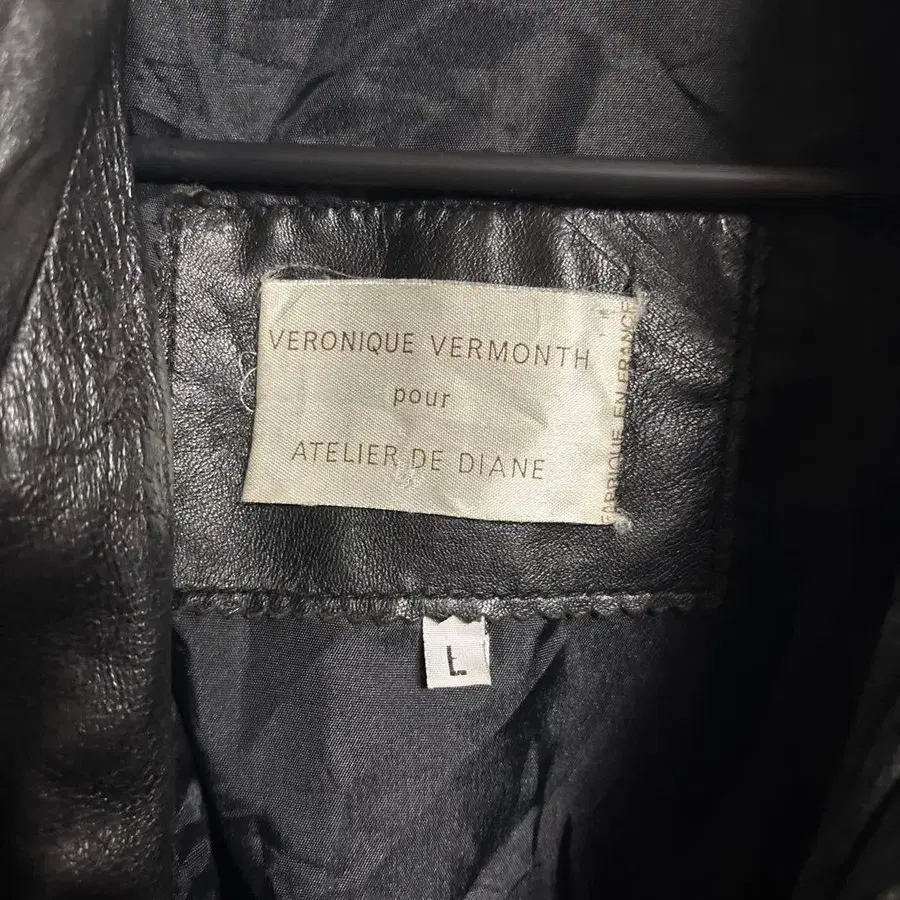 VERONIQUE VERMONTH
pour
ATELIER DE DIANE
FABRIQUE EN FRANCE
L